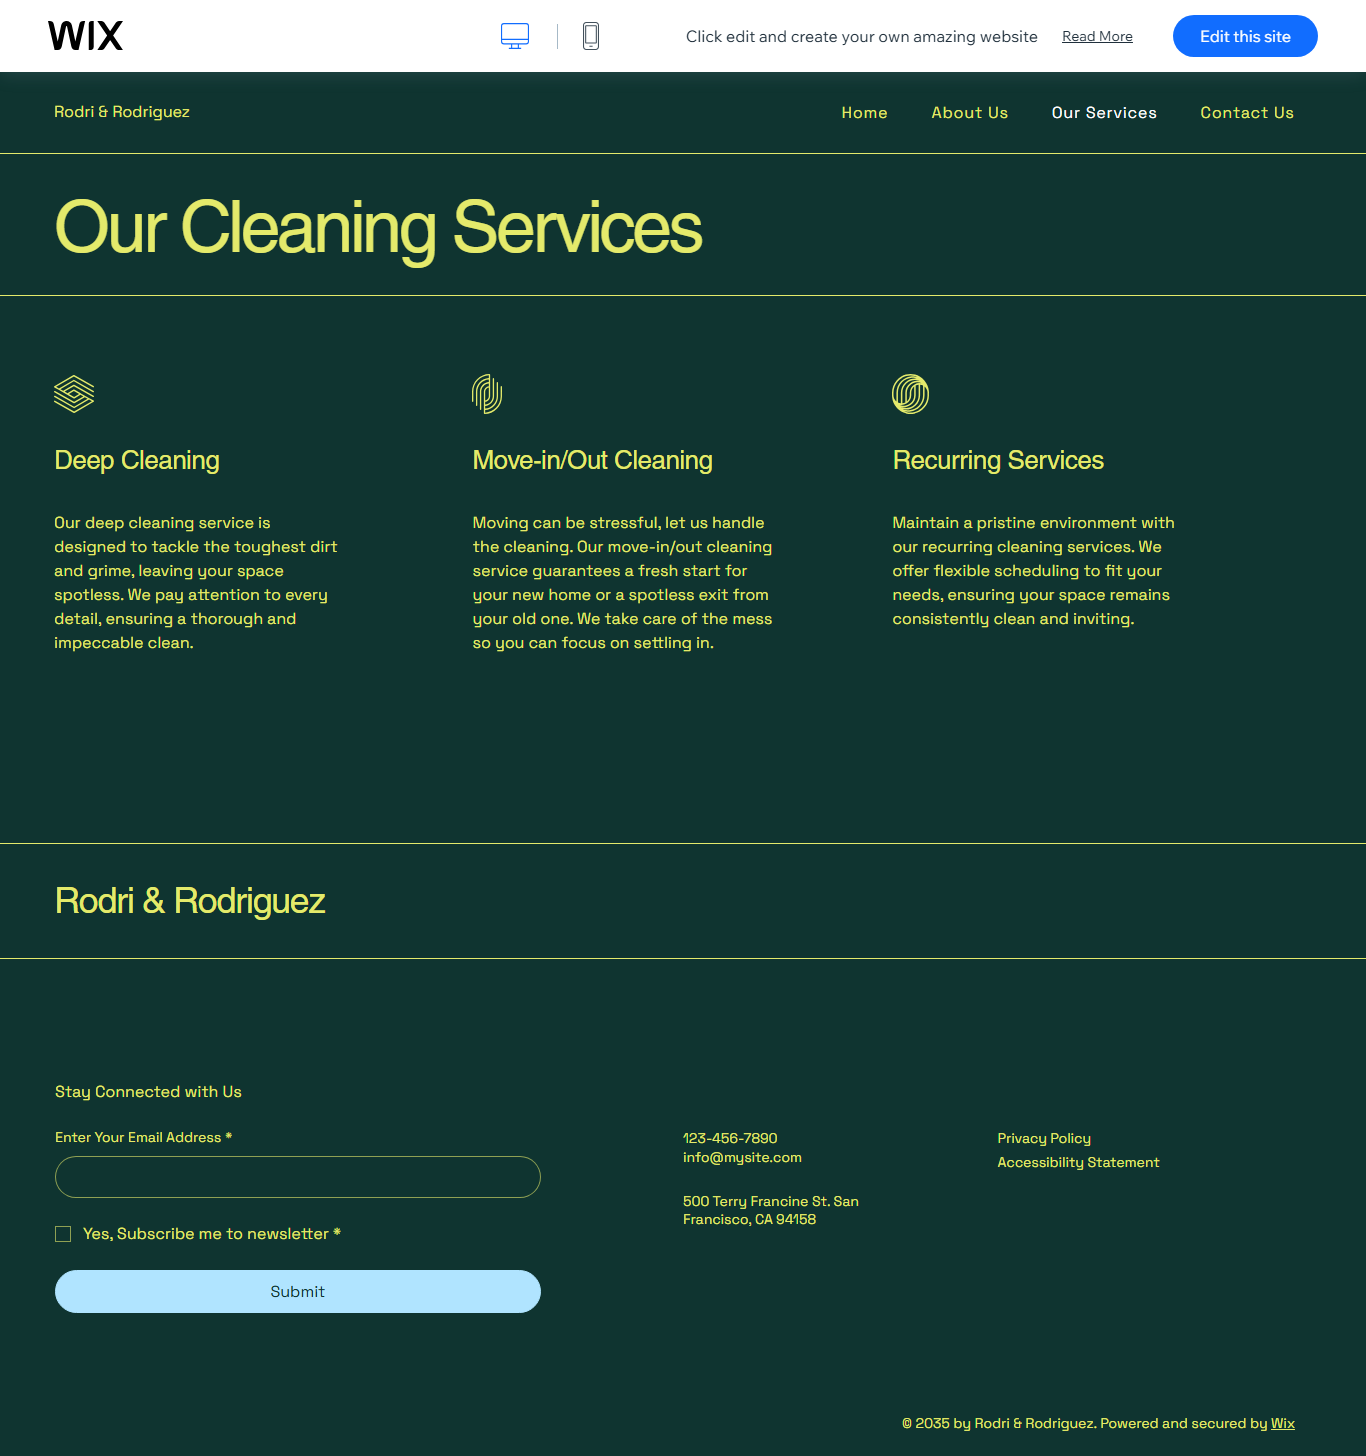 WIX
Click edit and create your own amazing website Read More Edit this site
Rodri & Rodriguez
Home About Us Our Services Contact Us
Our Cleaning Services
Deep Cleaning
Our deep cleaning service is
designed to tackle the toughest dirt
and grime, leaving your space
spotless. We pay attention to every
detail, ensuring a thorough and
impeccable clean.
Move-in/Out Cleaning
Moving can be stressful, let us handle
the cleaning. Our move-in/out cleaning
service guarantees a fresh start for
your new home or a spotless exit from
your old one. We take care of the mess
so you can focus on settling in.
Recurring Services
Maintain a pristine environment with
our recurring cleaning services. We
offer flexible scheduling to fit your
needs, ensuring your space remains
consistently clean and inviting.
Rodri & Rodriguez
Stay Connected with Us
Enter Your Email Address *
Yes, Subscribe me to newsletter *
Submit
123-456-7890
info@mysite.com
500 Terry Francine St. San
Francisco, CA 94158
Privacy Policy
Accessibility Statement
© 2035 by Rodri & Rodriguez. Powered and secured by Wix